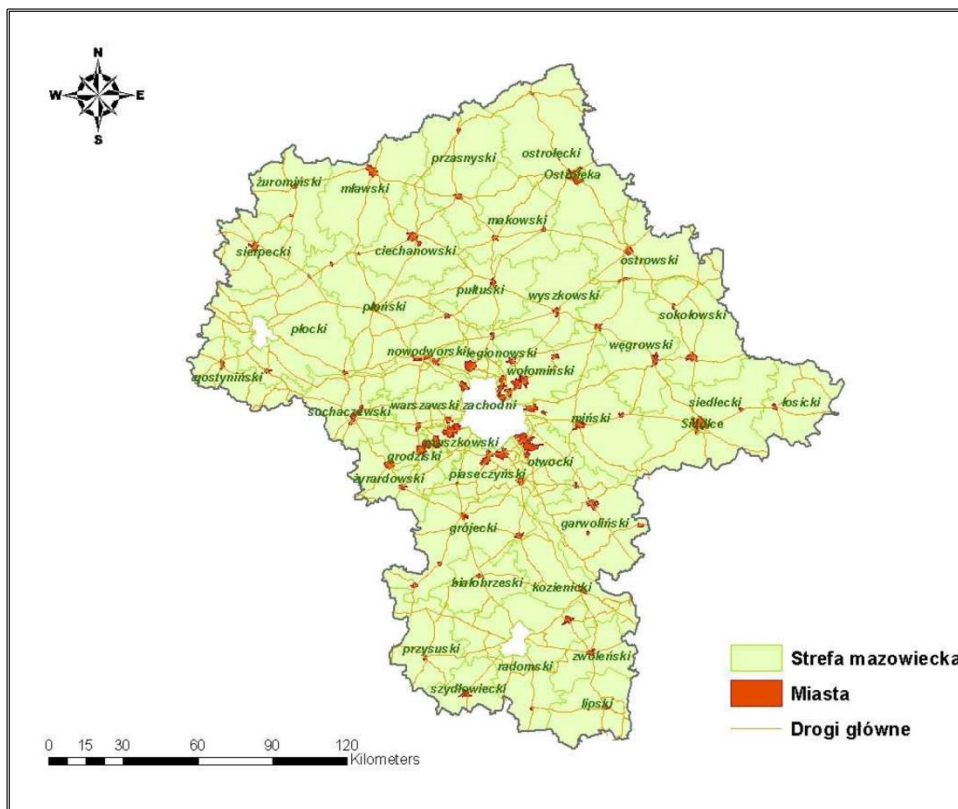 N
W E
S
ostrołęcki
przasnyski
Ostrołęka
żuromiński
mławski
makowski
sierpecki
ciechanowski
ostrowski
pułtuski
wyszkowski
płoński
sokołowski
płocki
węgrowski
nowodworski legionowski
wołomiński
gostyniński
warszawski zachodni
siedlecki łosicki
sochaczewski
miński
Siedlce
pruszkowski
grodziski
otwocki
żyrardowski
piaseczyński
grójecki
garwoliński
białobrzeski
kozienicki
przysuski
zwoleński
radomski
szydłowiecki
lipski
Strefa mazowiecka
Miasta
Drogi główne
0 15 30 60 90 120
Kilometers